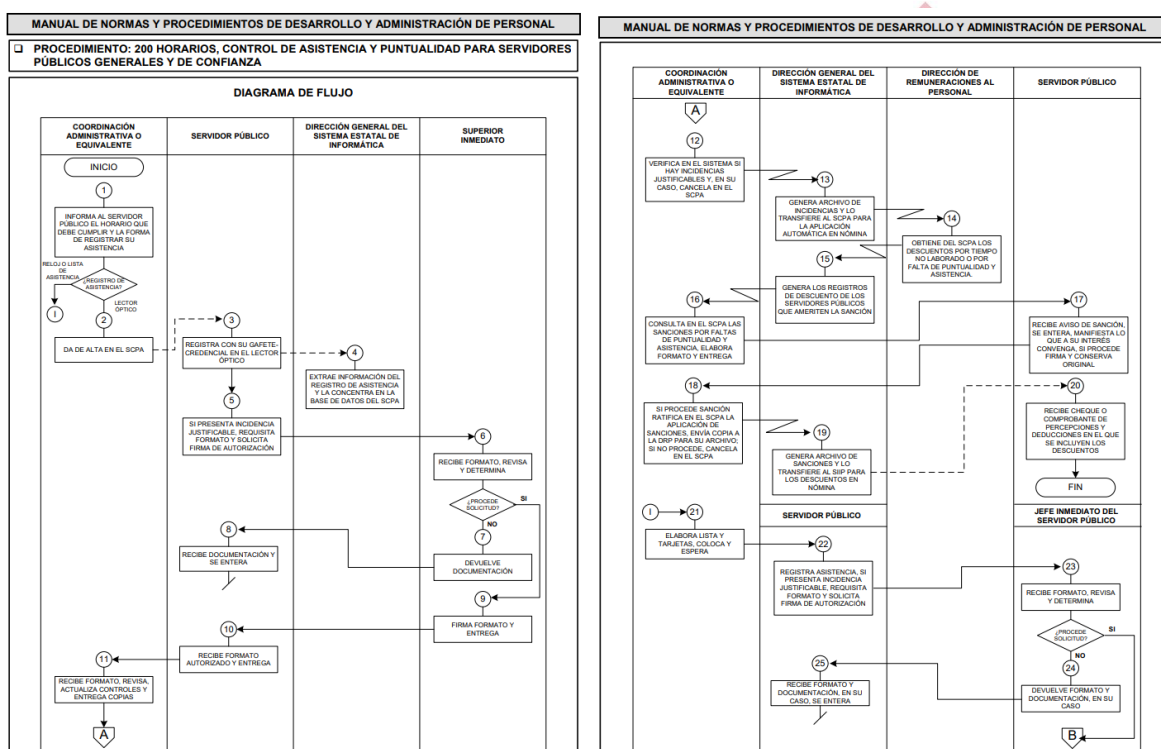 MANUAL DE NORMAS Y PROCEDIMIENTOS DE DESARROLLO Y ADMINISTRACIÓN DE PERSONAL
❑ PROCEDIMIENTO: 200 HORARIOS, CONTROL DE ASISTENCIA Y PUNTUALIDAD PARA SERVIDORES
PÚBLICOS GENERALES Y DE CONFIANZA
DIAGRAMA DE FLUJO
COORDINACIÓN
ADMINISTRATIVA O
EQUIVALENTE
SERVIDOR PÚBLICO
DIRECCIÓN GENERAL DEL
SISTEMA ESTATAL DE
INFORMÁTICA
SUPERIOR
INMEDIATO
INICIO
1
INFORMA AL SERVIDOR
PÚBLICO EL HORARIO QUE
DEBE CUMPLIR Y LA FORMA
DE REGISTRAR SU
ASISTENCIA
RELOJ O LISTA
DE
ASISTENCIA
¿REGISTRO DE
ASISTENCIA?
I
LECTOR
ÓPTICO
2
DA DE ALTA EN EL SCPA
3
REGISTRA CON SU GAFETE-
CREDENCIAL EN EL LECTOR
ÓPTICO
4
EXTRAE INFORMACIÓN DEL
REGISTRO DE ASISTENCIA
Y LA CONCENTRA EN LA
BASE DE DATOS DEL SCPA
5
SI PRESENTA INCIDENCIA
JUSTIFICABLE, REQUISITA
FORMATO Y SOLICITA
FIRMA DE AUTORIZACIÓN
6
RECIBE FORMATO, REVISA
Y DETERMINA
¿PROCEDE
SOLICITUD?
SI
NO
7
DEVUELVE
DOCUMENTACIÓN
8
RECIBE DOCUMENTACIÓN Y
SE ENTERA
9
FIRMA FORMATO Y
ENTREGA
10
RECIBE FORMATO
AUTORIZADO Y ENTREGA
11
RECIBE FORMATO, REVISA,
ACTUALIZA CONTROLES Y
ENTREGA COPIAS
A
MANUAL DE NORMAS Y PROCEDIMIENTOS DE DESARROLLO Y ADMINISTRACIÓN DE PERSONAL
COORDINACIÓN
ADMINISTRATIVA O
EQUIVALENTE
DIRECCIÓN GENERAL DEL
SISTEMA ESTATAL DE
INFORMÁTICA
DIRECCIÓN DE
REMUNERACIONES AL
PERSONAL
SERVIDOR PÚBLICO
A
12
VERIFICA EN EL SISTEMA SI
HAY INCIDENCIAS
JUSTIFICABLES Y, EN SU
CASO, CANCELA EN EL
SCPA
13
GENERA ARCHIVO DE
INCIDENCIAS Y LO
TRANSFIERE AL SCPA PARA
LA APLICACIÓN
AUTOMÁTICA EN NÓMINA
14
OBTIENE DEL SCPA LOS
DESCUENTOS POR TIEMPO
NO LABORADO O POR
FALTA DE PUNTUALIDAD Y
ASISTENCIA.
15
GENERA LOS REGISTROS
DE DESCUENTO DE LOS
SERVIDORES PÚBLICOS
QUE AMERITEN LA SANCIÓN
16
CONSULTA EN EL SCPA LAS
SANCIONES POR FALTAS
DE PUNTUALIDAD Y
ASISTENCIA, ELABORA
FORMATO Y ENTREGA
17
RECIBE AVISO DE SANCIÓN,
SE ENTERA, MANIFIESTA LO
QUE A SU INTERÉS
CONVENGA, SI PROCEDE
FIRMA Y CONSERVA
ORIGINAL
18
SI PROCEDE SANCIÓN
RATIFICA EN EL SCPA LA
APLICACIÓN DE
SANCIONES, ENVÍA COPIA A
LA DRP PARA SU ARCHIVO;
SI NO PROCEDE, CANCELA
EN EL SCPA
19
GENERA ARCHIVO DE
SANCIONES Y LO
TRANSFIERE AL SIIP PARA
LOS DESCUENTOS EN
NÓMINA
20
RECIBE CHEQUE O
COMPROBANTE DE
PERCEPCIONES Y
DEDUCCIONES EN EL QUE
SE INCLUYEN LOS
DESCUENTOS
FIN
SERVIDOR PÚBLICO
JEFE INMEDIATO DEL
SERVIDOR PÚBLICO
I
21
ELABORA LISTA Y
TARJETAS, COLOCA Y
ESPERA
22
REGISTRA ASISTENCIA, SI
PRESENTA INCIDENCIA
JUSTIFICABLE, REQUISITA
FORMATO Y SOLICITA
FIRMA DE AUTORIZACIÓN
23
RECIBE FORMATO, REVISA
Y DETERMINA
¿PROCEDE
SOLICITUD?
SI
NO
24
DEVUELVE FORMATO Y
DOCUMENTACIÓN, EN SU
CASO
25
RECIBE FORMATO Y
DOCUMENTACIÓN, EN SU
CASO, SE ENTERA
B